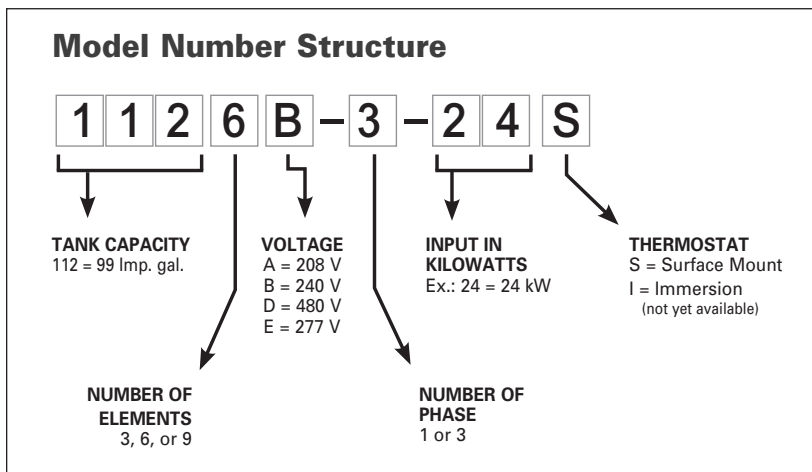 Model Number Structure
1 1 2 6 B – 3 – 2 4 S
TANK CAPACITY
112 = 99 Imp. gal.
VOLTAGE
A = 208 V
B = 240 V
D = 480 V
E = 277 V
INPUT IN
KILOWATTS
Ex.: 24 = 24 kW
THERMOSTAT
S = Surface Mount
I = Immersion
(not yet available)
NUMBER OF
ELEMENTS
3, 6, or 9
NUMBER OF
PHASE
1 or 3